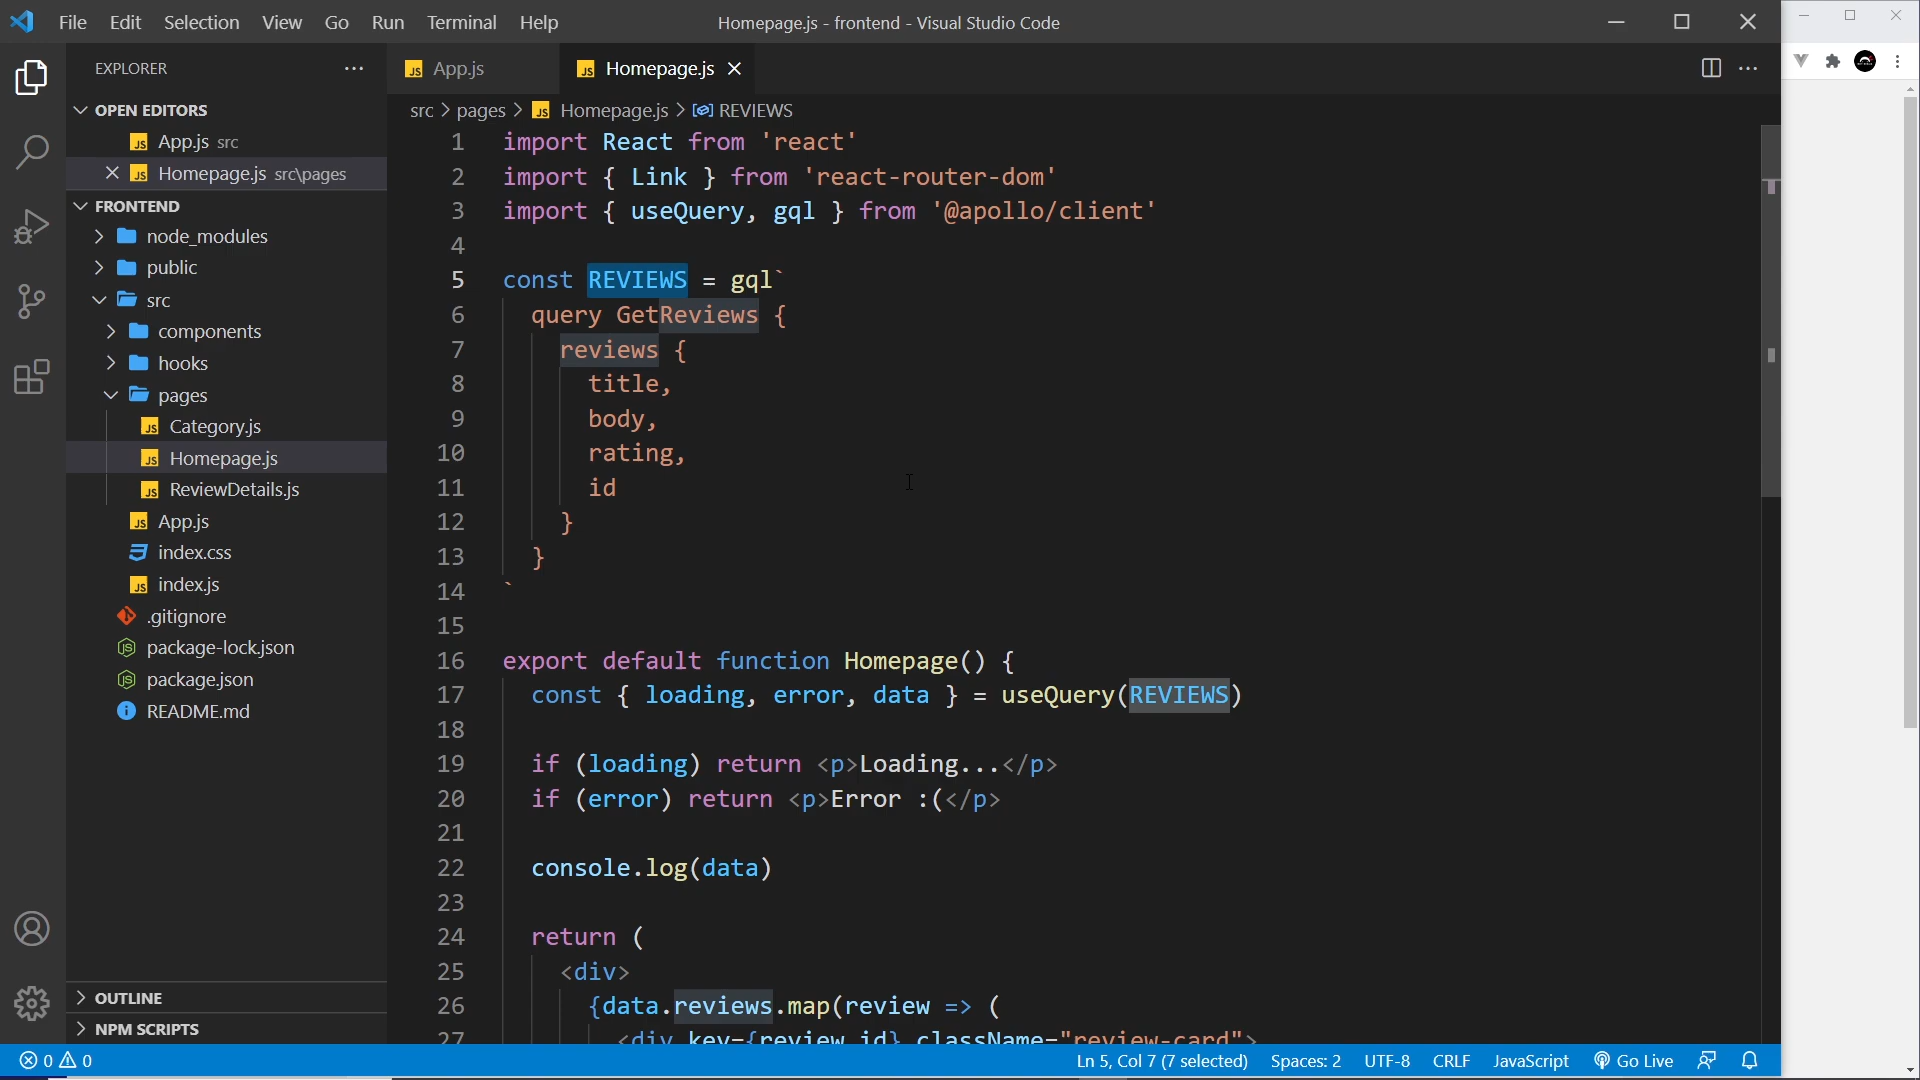 File Edit Selection View Go Run Terminal Help
Homepage.js - frontend - Visual Studio Code
EXPLORER
OPEN EDITORS
App.js src
Homepage.js src\pages
FRONTEND
node_modules
public
src
components
hooks
pages
Category.js
Homepage.js
ReviewDetails.js
App.js
index.css
index.js
.gitignore
package-lock.json
package.json
README.md
OUTLINE
NPM SCRIPTS
App.js
Homepage.js
src > pages > Homepage.js > REVIEWS
1 import React from 'react'
2 import { Link } from 'react-router-dom'
3 import { useQuery, gql } from '@apollo/client'
4
5 const REVIEWS = gql`
6 query GetReviews {
7 reviews {
8 title,
9 body,
10 rating,
11 id
12 }
13 }
14 `
15
16 export default function Homepage() {
17 const { loading, error, data } = useQuery(REVIEWS)
18
19 if (loading) return <p>Loading...</p>
20 if (error) return <p>Error :(</p>
21
22 console.log(data)
23
24 return (
25 <div>
26 {data.reviews.map(review => (
27 <div key={review.id} className="review-card">
0 0
Ln 5, Col 7 (7 selected) Spaces: 2 UTF-8 CRLF JavaScript Go Live